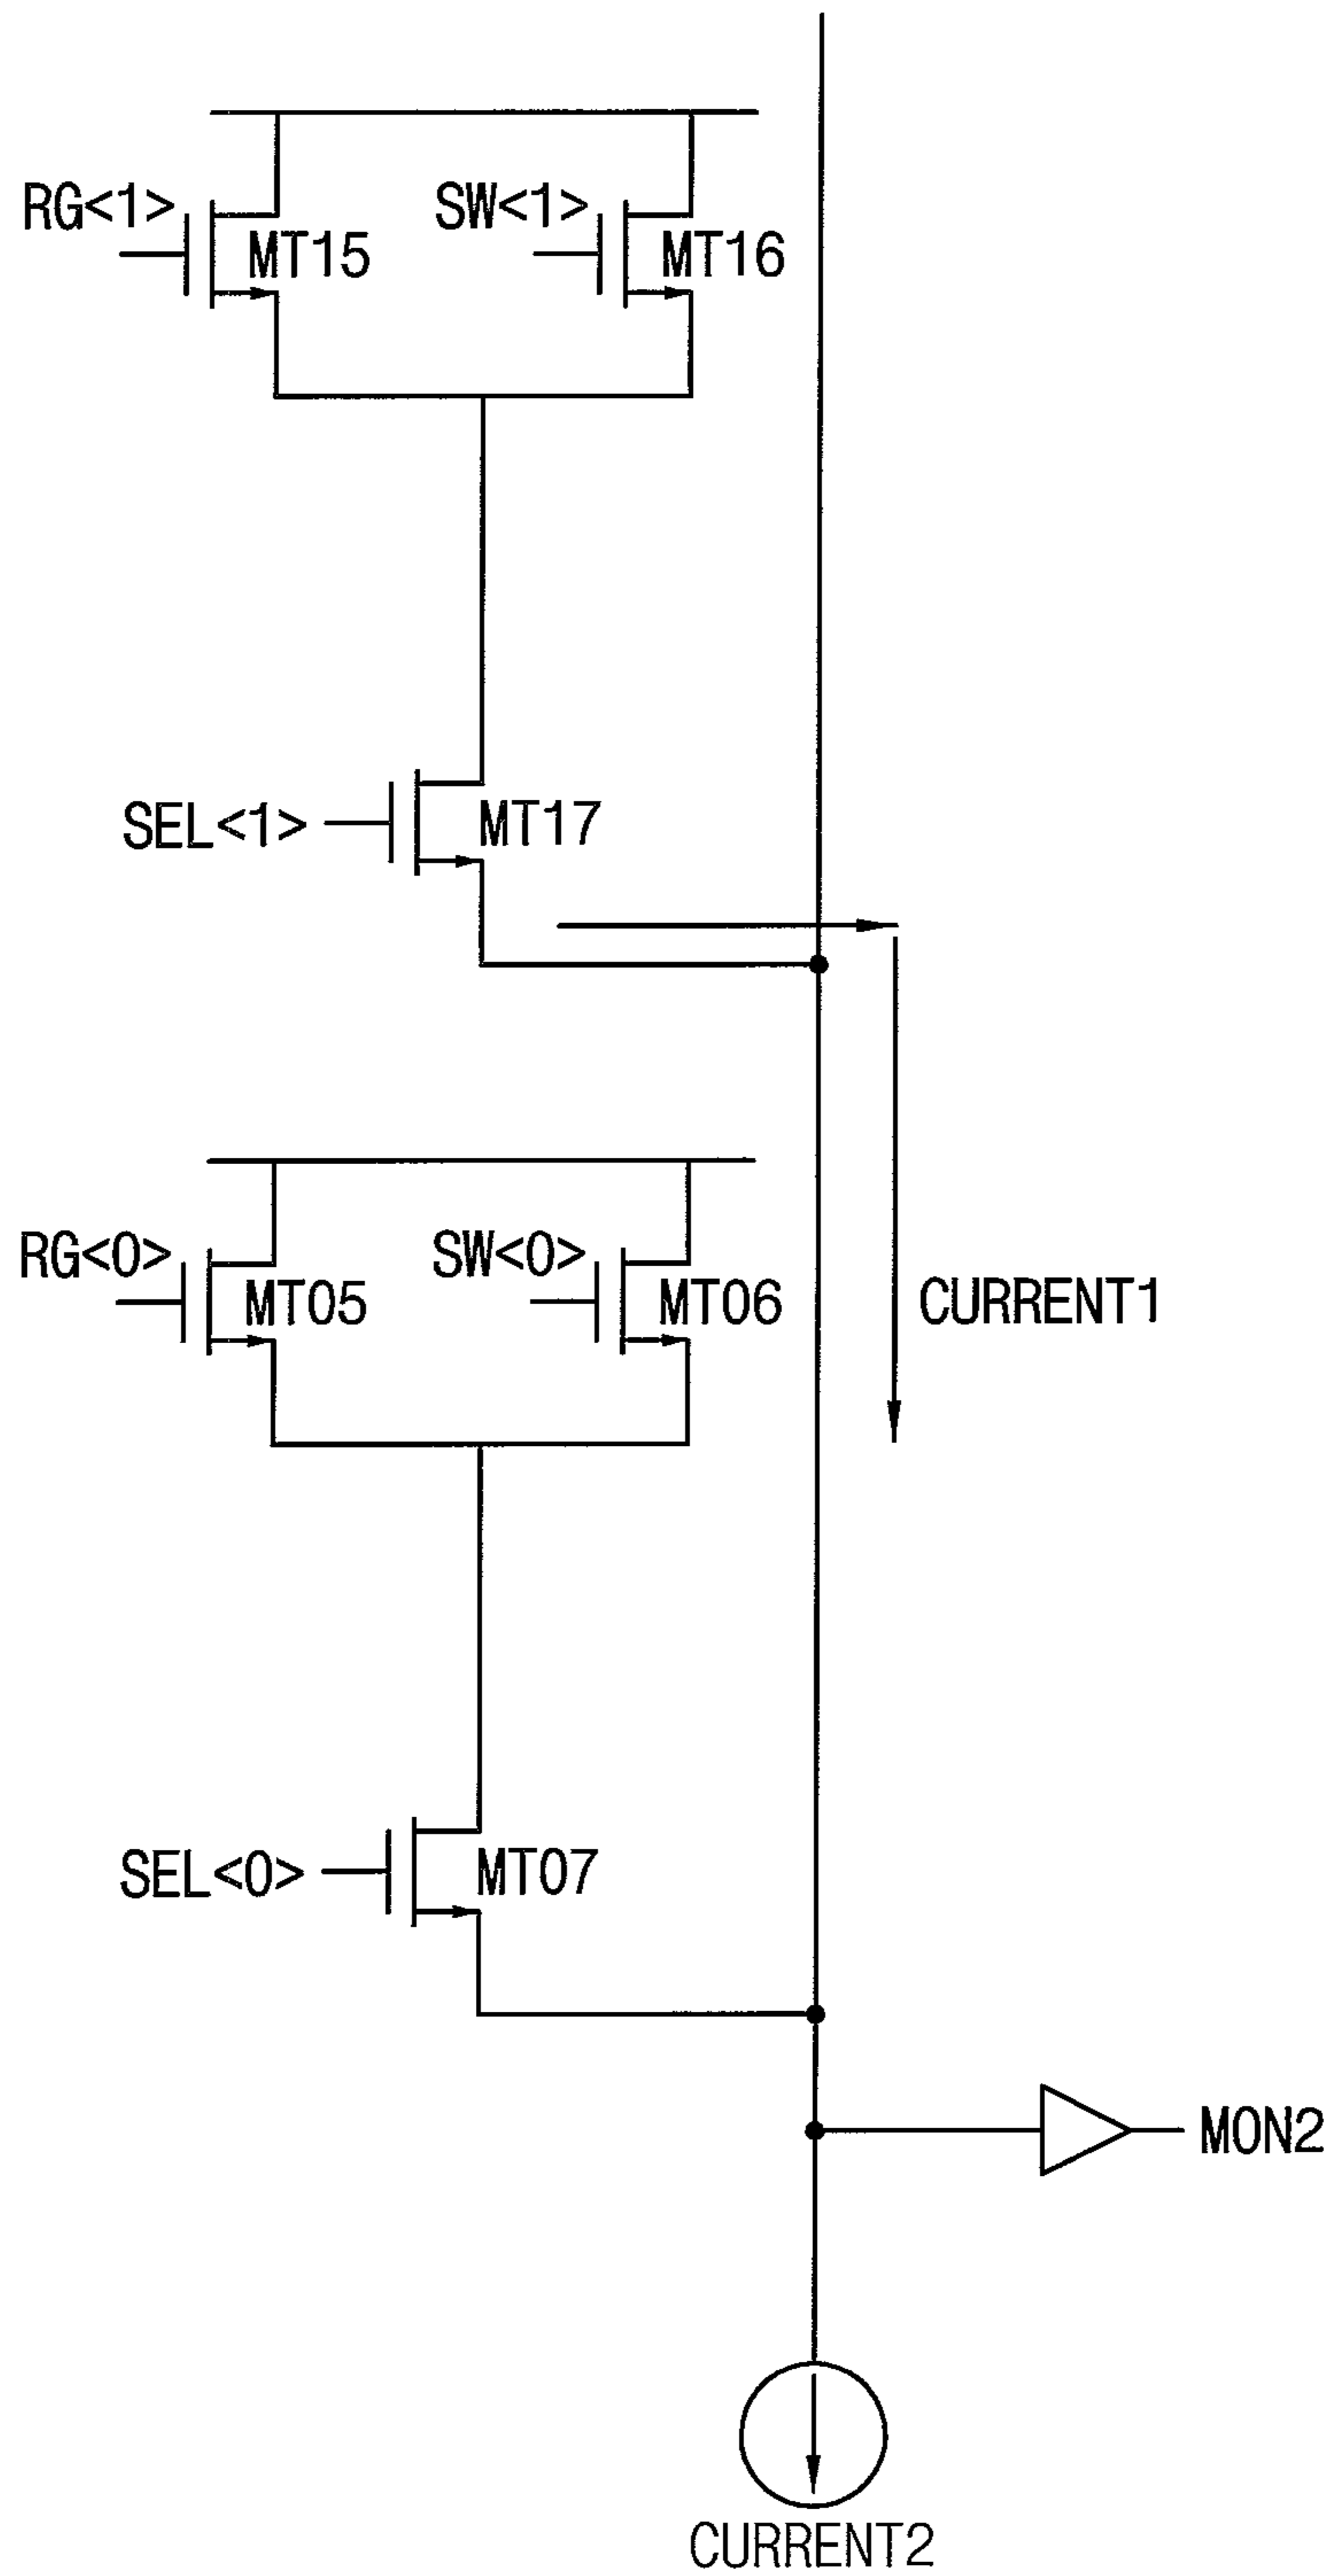 RG<1>
SW<1>
MT15
MT16
SEL<1>
MT17
RG<0>
SW<0>
MT05
MT06
CURRENT1
SEL<0>
MT07
MON2
CURRENT2